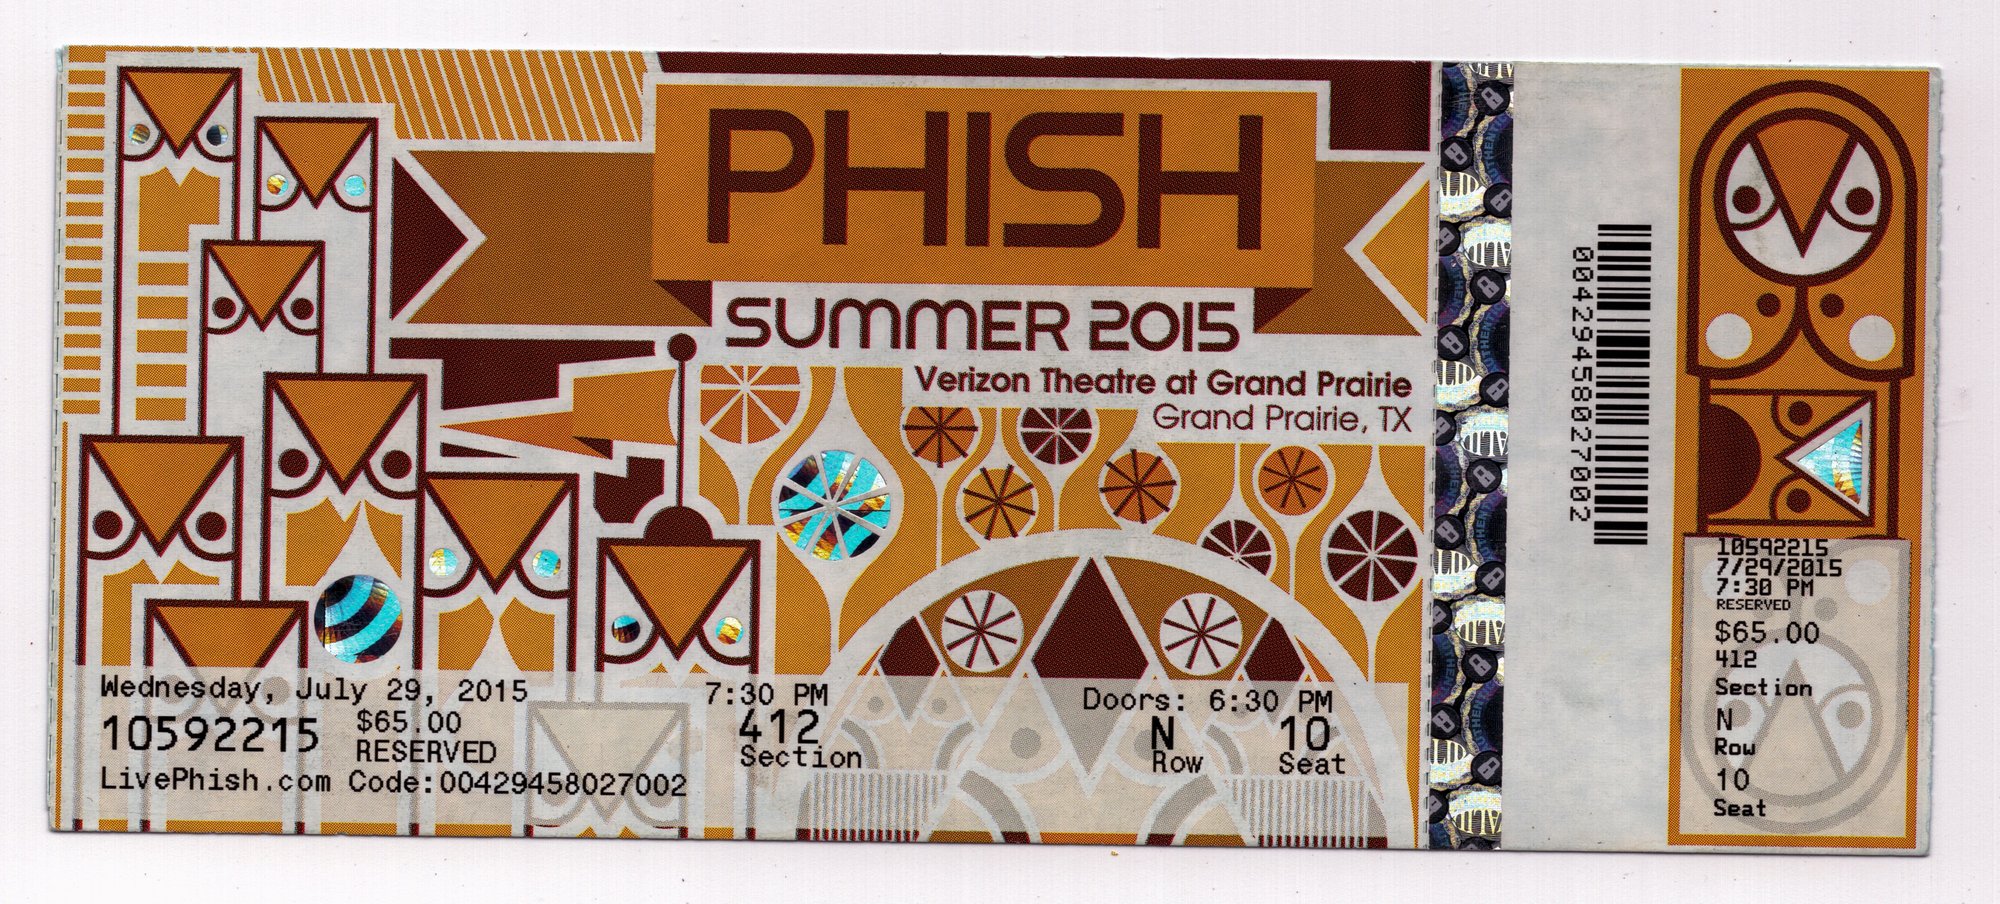 PHISH
SUMMER 2015
Verizon Theatre at Grand Prairie
Grand Prairie, TX
Wednesday, July 29, 2015
7:30 PM
Doors: 6:30 PM
10592215
$65.00
RESERVED
412
Section
N
Row
10
Seat
LivePhish.com Code:00429458027002
VALID
00429458027002
10592215
7/29/2015
7:30 PM
RESERVED
$65.00
412
Section
N
Row
10
Seat